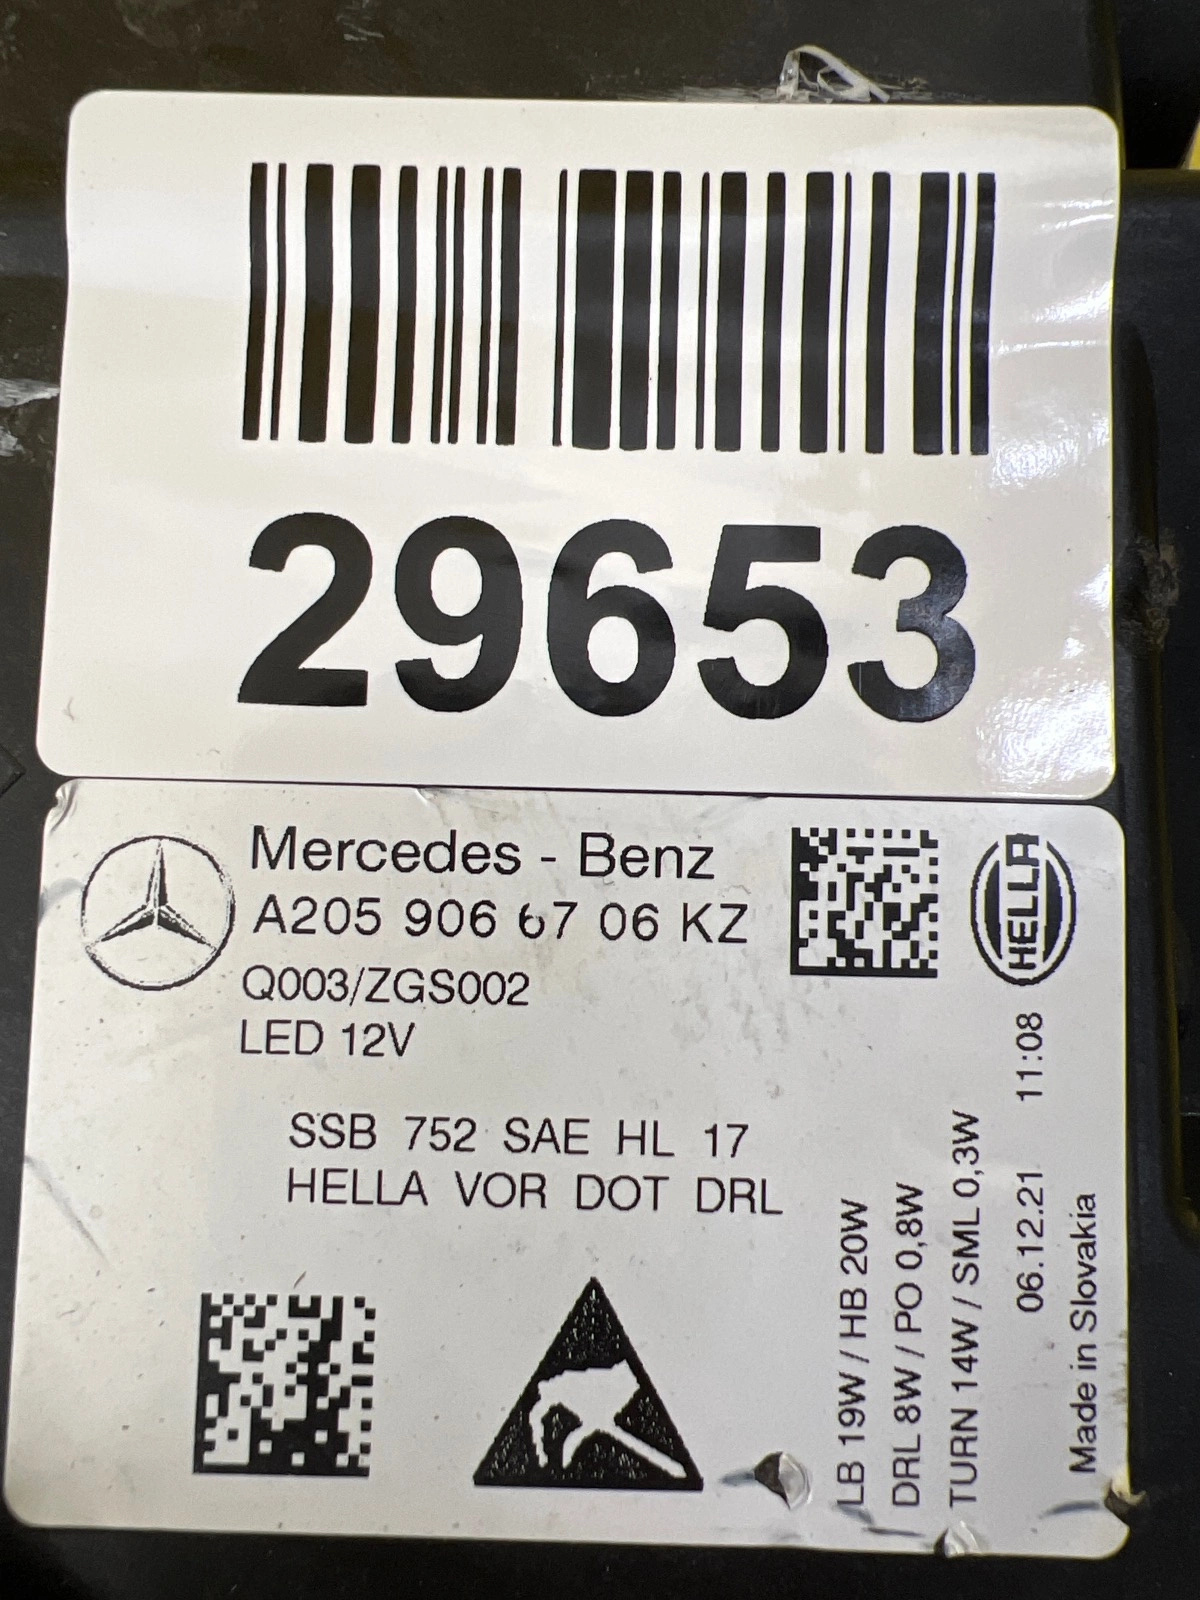 29653
Mercedes - Benz
A205 906 67 06 KZ
Q003/ZGS002
LED 12V
HELLA
SSB 752 SAE HL 17
HELLA VOR DOT DRL
LB 19W / HB 20W
DRL 8W / PO 0,8W
TURN 14W / SML 0,3W
06.12.21 11:08
Made in Slovakia